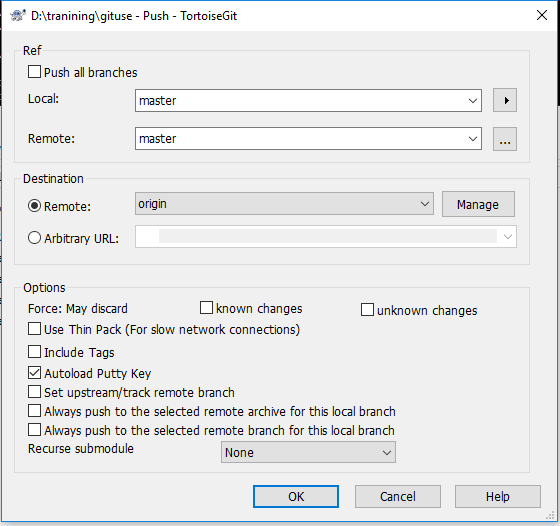 D:\tranining\gituse - Push - TortoiseGit
Ref
Push all branches
Local:
master
Remote:
master
...
Destination
Remote:
origin
Manage
Arbitrary URL:
Options
Force: May discard
known changes
unknown changes
Use Thin Pack (For slow network connections)
Include Tags
Autoload Putty Key
Set upstream/track remote branch
Always push to the selected remote archive for this local branch
Always push to the selected remote branch for this local branch
Recurse submodule
None
OK
Cancel
Help